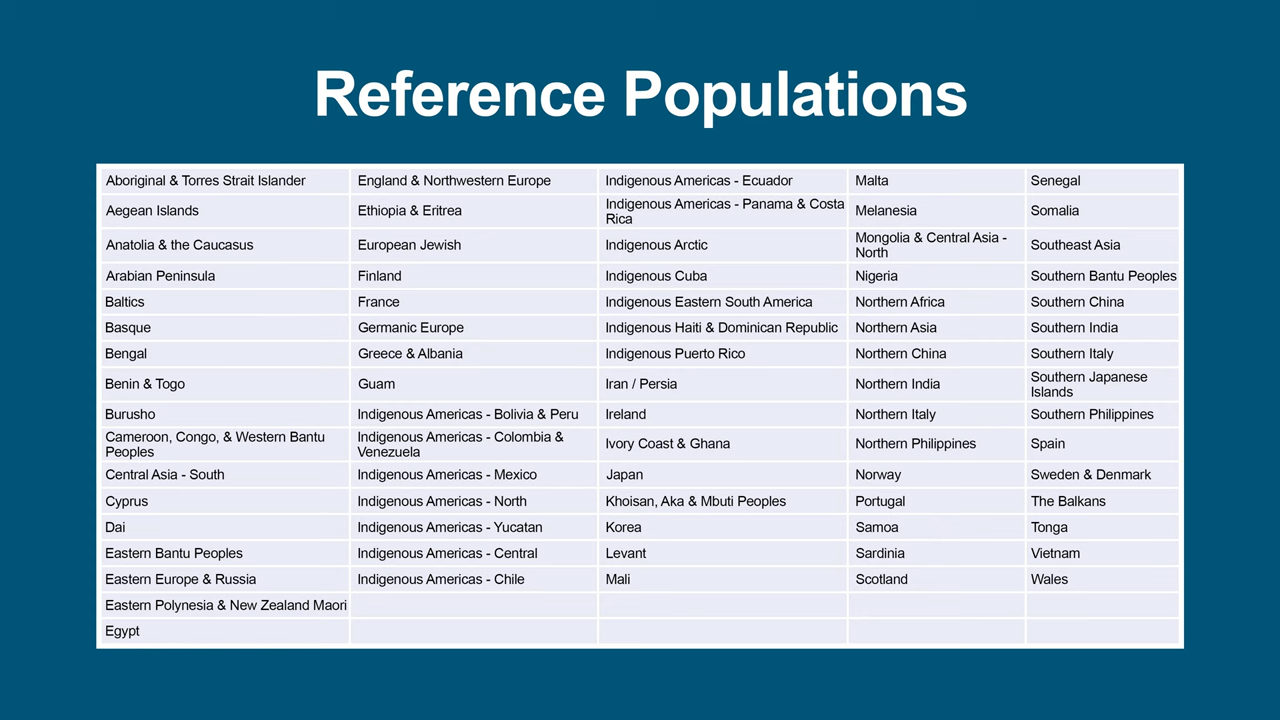 Reference Populations
Aboriginal & Torres Strait Islander
England & Northwestern Europe
Indigenous Americas - Ecuador
Malta
Senegal
Aegean Islands
Ethiopia & Eritrea
Indigenous Americas - Panama & Costa
Rica
Melanesia
Somalia
Anatolia & the Caucasus
European Jewish
Indigenous Arctic
Mongolia & Central Asia -
North
Southeast Asia
Arabian Peninsula
Finland
Indigenous Cuba
Nigeria
Southern Bantu Peoples
Baltics
France
Indigenous Eastern South America
Northern Africa
Southern China
Basque
Germanic Europe
Indigenous Haiti & Dominican Republic
Northern Asia
Southern India
Bengal
Greece & Albania
Indigenous Puerto Rico
Northern China
Southern Italy
Benin & Togo
Guam
Iran / Persia
Northern India
Southern Japanese
Islands
Burusho
Indigenous Americas - Bolivia & Peru
Ireland
Northern Italy
Southern Philippines
Cameroon, Congo, & Western Bantu
Peoples
Indigenous Americas - Colombia &
Venezuela
Ivory Coast & Ghana
Northern Philippines
Spain
Central Asia - South
Indigenous Americas - Mexico
Japan
Norway
Sweden & Denmark
Cyprus
Indigenous Americas - North
Khoisan, Aka & Mbuti Peoples
Portugal
The Balkans
Dai
Indigenous Americas - Yucatan
Korea
Samoa
Tonga
Eastern Bantu Peoples
Indigenous Americas - Central
Levant
Sardinia
Vietnam
Eastern Europe & Russia
Indigenous Americas - Chile
Mali
Scotland
Wales
Eastern Polynesia & New Zealand Maori
Egypt